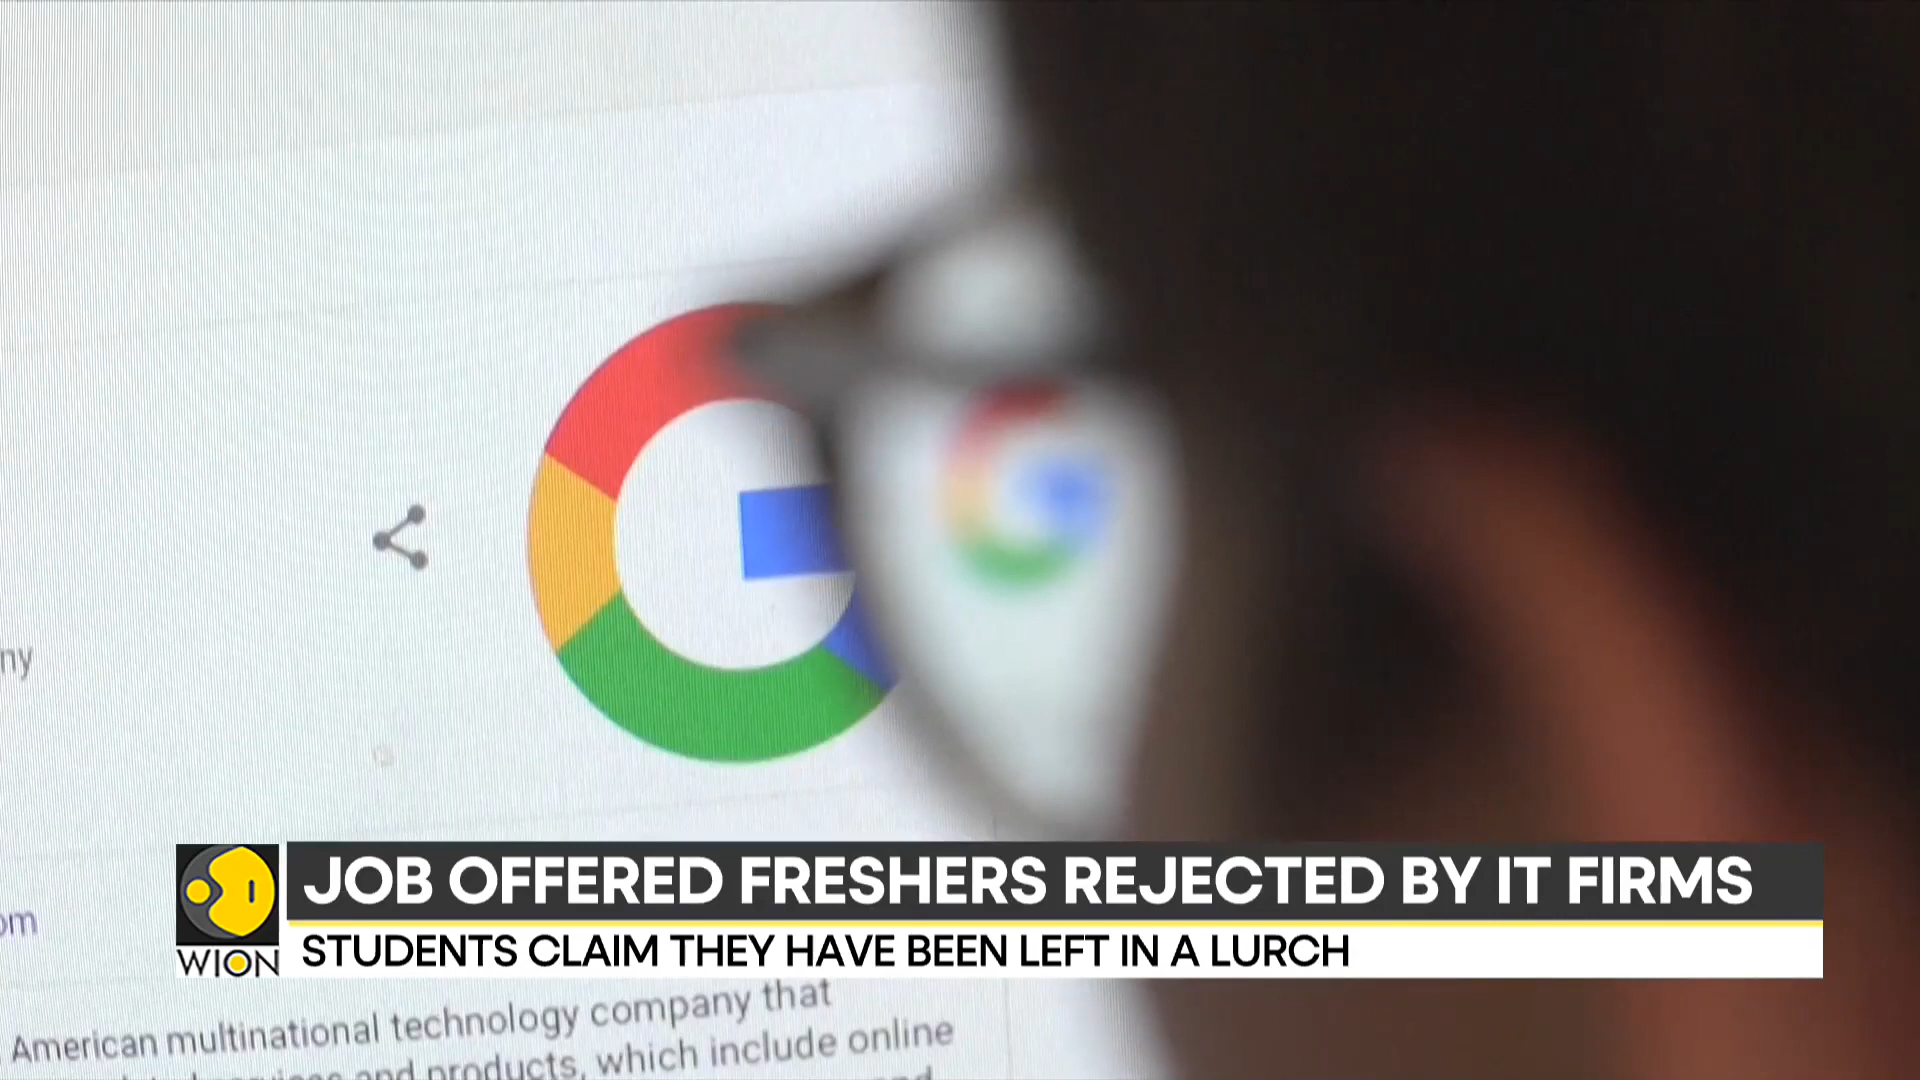 ny
om
JOB OFFERED FRESHERS REJECTED BY IT FIRMS
WION
STUDENTS CLAIM THEY HAVE BEEN LEFT IN A LURCH
American multinational technology company that
and products, which include online